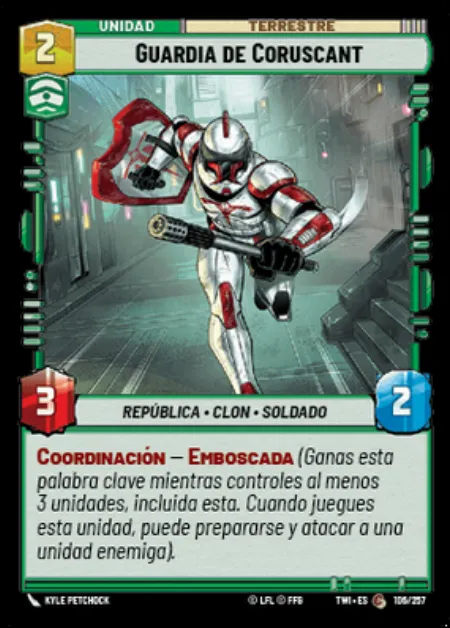 UNIDAD
TERRESTRE
2
GUARDIA DE CORUSCANT
3
REPÚBLICA • CLON • SOLDADO
2
COORDINACIÓN – EMBOSCADA (Ganas esta
palabra clave mientras controles al menos
3 unidades, incluida esta. Cuando juegues
esta unidad, puede prepararse y atacar a una
unidad enemiga).
KYLE PETCHOCK
© LFL © FFG
TWI • ES
C
106/257